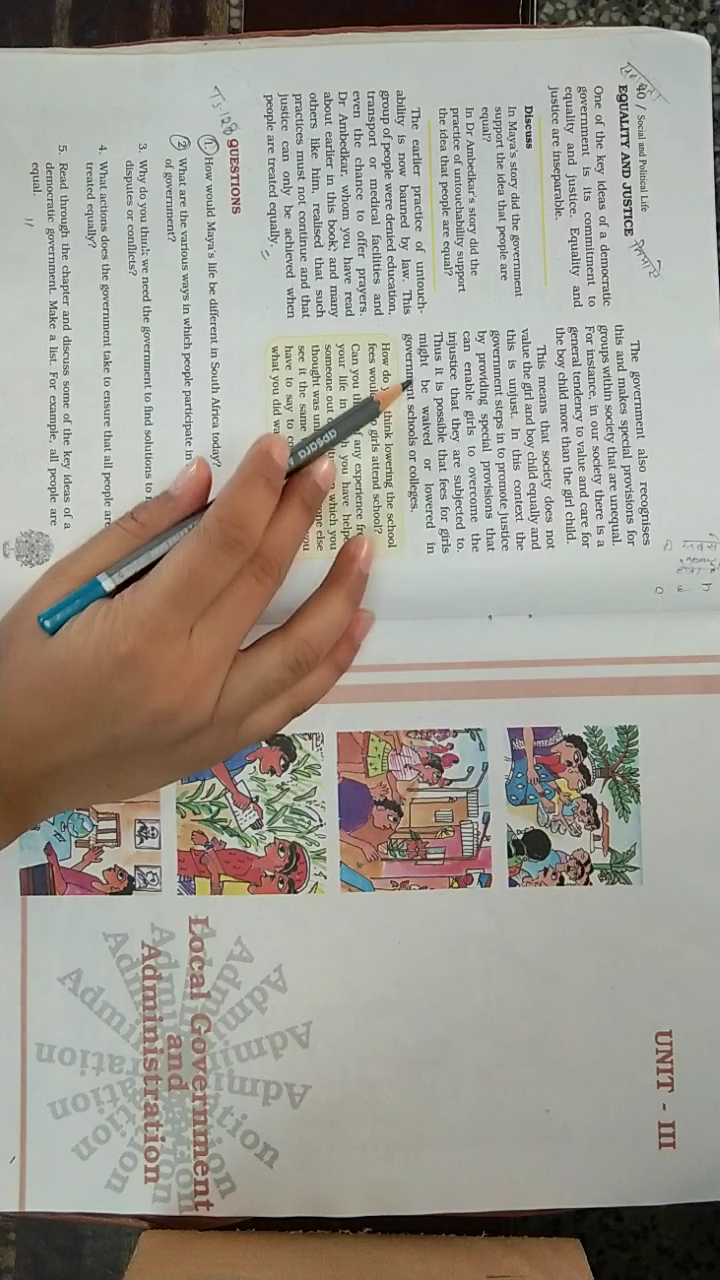 40 / Social and Political Life
EQUALITY AND JUSTICE
One of the key ideas of a democratic
government is its commitment to
equality and justice. Equality and
justice are inseparable.
Discuss
In Maya's story did the government
support the idea that people are
equal?
In Dr Ambedkar's story did the
practice of untouchability support
the idea that people are equal?
The earlier practice of untouch-
ability is now banned by law. This
group of people were denied education,
transport or medical facilities and
even the chance to offer prayers.
Dr Ambedkar, whom you have read
about earlier in this book, and many
others like him, realised that such
practices must not continue and that
justice can only be achieved when
people are treated equally.
The government also recognises
this and makes special provisions for
groups within society that are unequal.
For instance, in our society there is a
general tendency to value and care for
the boy child more than the girl child.
This means that society does not
value the girl and boy child equally and
this is unjust. In this context the
government steps in to promote justice
by providing special provisions that
can enable girls to overcome the
injustice that they are subjected to.
Thus it is possible that fees for girls
might be waived or lowered in
government schools or colleges.
How do think lowering the school
fees would girls attend school?
Can you any experience
your life in you have
someone out which you
thought was else
see it the same you
have to say to
what you did
QUESTIONS
1. How would Maya's life be different in South Africa today?
2. What are the various ways in which people participate in
of government?
3. Why do you think we need the government to find solutions to
disputes or conflicts?
4. What actions does the government take to ensure that all people are
treated equally?
5. Read through the chapter and discuss some of the key ideas of a
democratic government. Make a list. For example, all people are
equal.
UNIT - III
Local Government
and
Administration